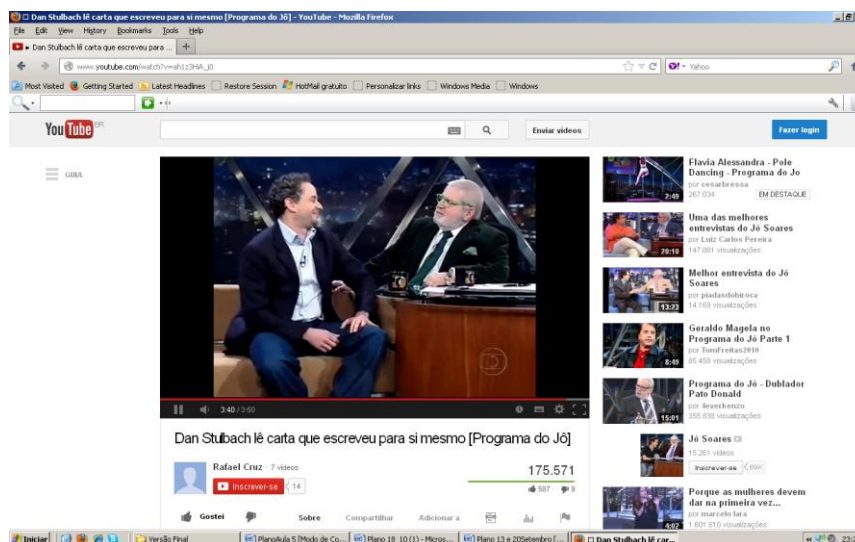 Dan Stulbach lê carta que escreveu para si mesmo [Programa do Jô] - YouTube - Mozilla Firefox
File Edit View History Bookmarks Tools Help
Dan Stulbach lê carta que escreveu para ...
www.youtube.com/watch?v=ah1z3HA_j0
Yahoo
Most Visited Getting Started Latest Headlines Restore Session HotMail gratuito Personalizar links Windows Media Windows
YouTube BR
Enviar vídeos
Fazer login
GUIA
Flavia Alessandra - Pole
Dancing - Programa do Jo
por cesarbressa
267.034 EM DESTAQUE
2:49
Uma das melhores
entrevistas do Jô Soares
por Luiz Carlos Pereira
147.881 visualizações
20:10
Melhor entrevista do Jô
Soares
por piadasdobiroca
14.169 visualizações
13:23
Geraldo Magela no
Programa do Jô Parte 1
por TomFreitas2010
85.458 visualizações
8:49
Programa do Jô - Dublador
Pato Donald
por ileverkenzo
355.838 visualizações
15:01
3:40 / 3:50
Dan Stulbach lê carta que escreveu para si mesmo [Programa do Jô]
Rafael Cruz · 7 vídeos
Inscrever-se 14
175.571
587 9
Gostei Sobre Compartilhar Adicionar a
Jô Soares
15.261 vídeos
Inscrever-se
Porque as mulheres devem
dar na primeira vez...
por marcelo lara
1.601.610 visualizações
4:02
Iniciar Versão Final PlanoAula 5 [Modo de Co... Plano 18_10 (1) - Micros... Plano 13 e 20Setembro [... Dan Stulbach lê car...